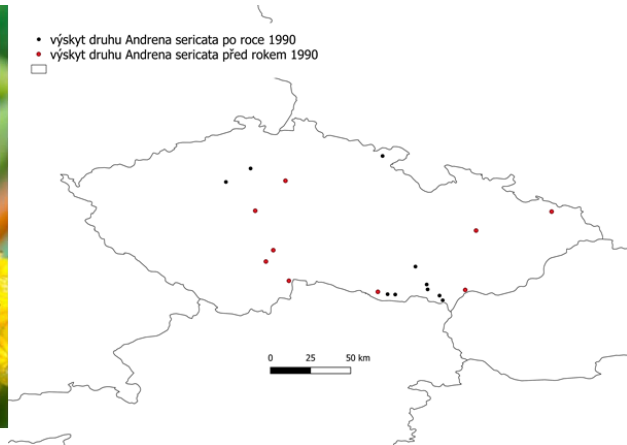 výskyt druhu Andrena sericata po roce 1990
výskyt druhu Andrena sericata před rokem 1990
0 25 50 km